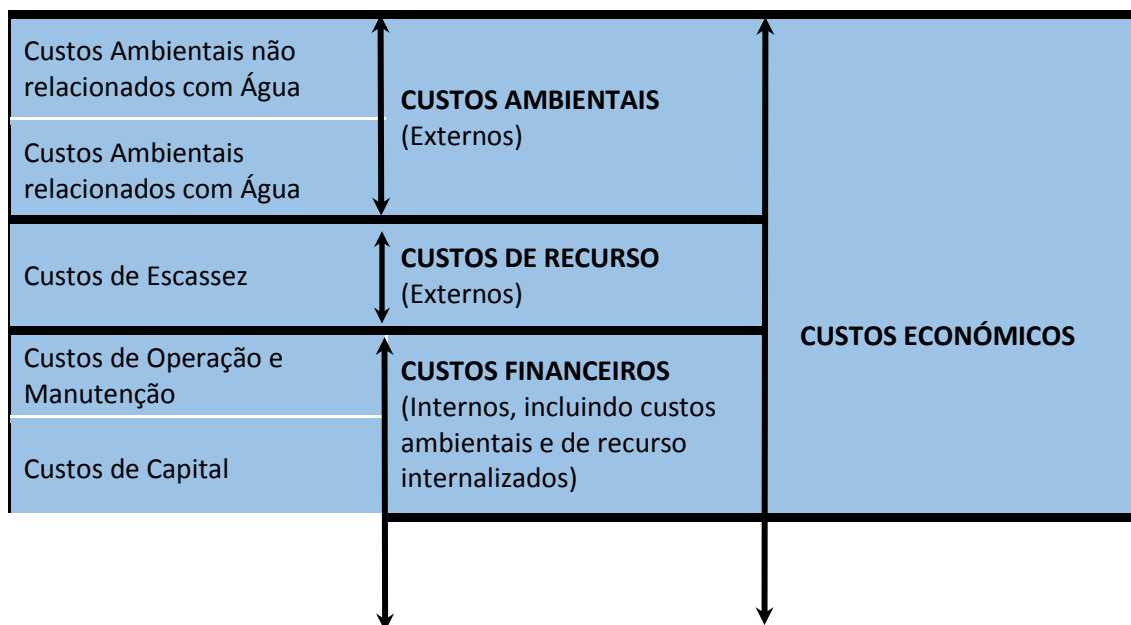 Custos Ambientais não
relacionados com Água
Custos Ambientais
relacionados com Água
CUSTOS AMBIENTAIS
(Externos)
Custos de Escassez
CUSTOS DE RECURSO
(Externos)
Custos de Operação e
Manutenção
Custos de Capital
CUSTOS FINANCEIROS
(Internos, incluindo custos
ambientais e de recurso
internalizados)
CUSTOS ECONÓMICOS